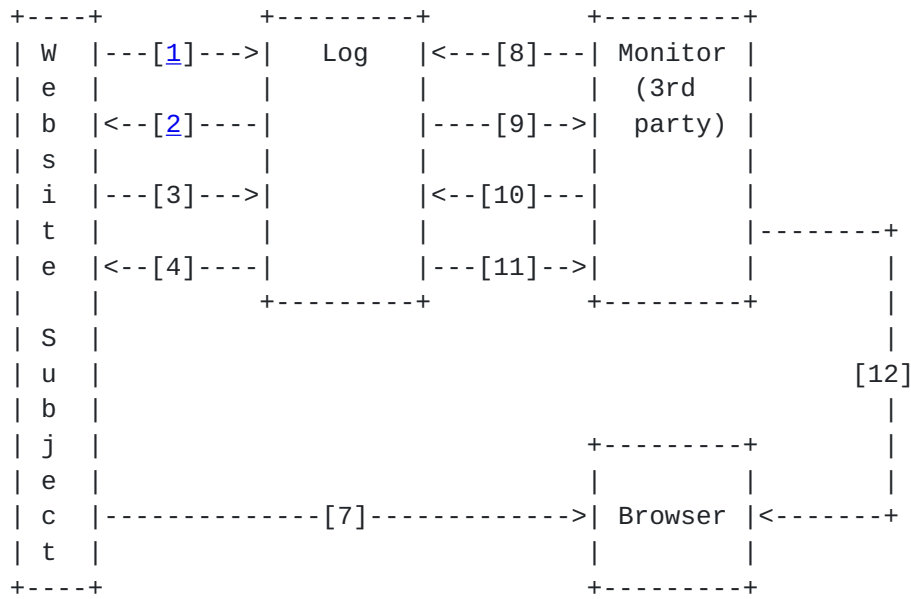 +----+          +---------+          +---------+
| W  |---[1]--->|   Log   |<---[8]---| Monitor |
| e  |          |         |          |  (3rd   |
| b  |<--[2]----|         |----[9]-->|  party) |
| s  |          |         |          |         |
| i  |---[3]--->|         |<--[10]---|         |
| t  |          |         |          |         |--------+
| e  |<--[4]----|         |---[11]-->|         |        |
|    |          +---------+          +---------+        |
| S  |                                                  |
| u  |                                                [12]
| b  |                                                  |
| j  |                               +---------+        |
| e  |                               |         |        |
| c  |--------------[7]------------->| Browser |<-------+
| t  |                               |         |
+----+                               +---------+